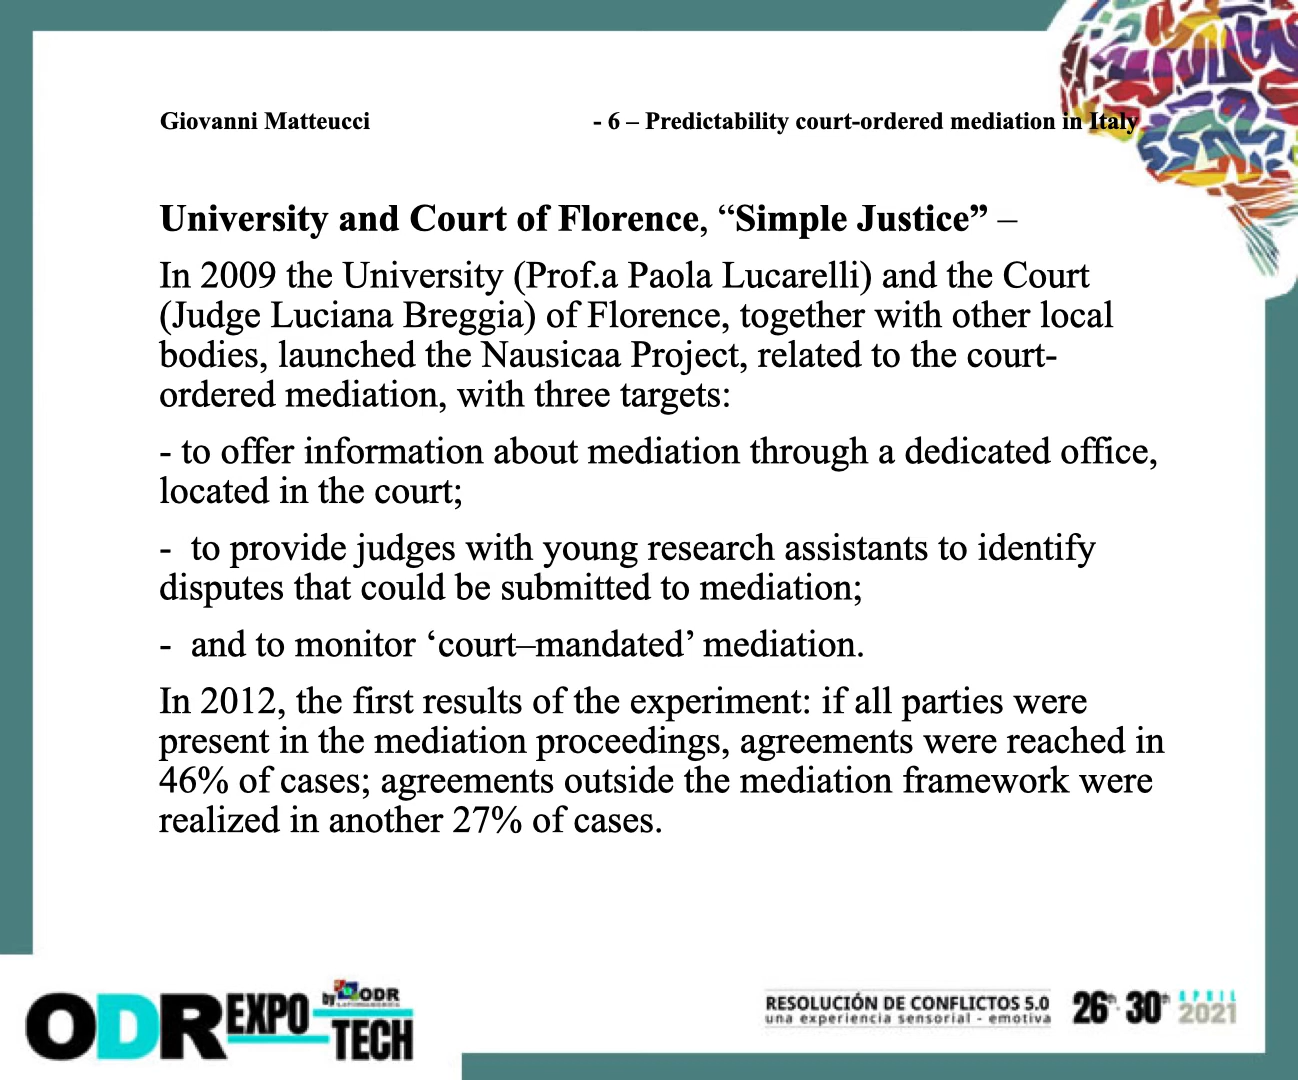 Giovanni Matteucci - 6 – Predictability court-ordered mediation in Italy
University and Court of Florence, “Simple Justice” –
In 2009 the University (Prof.a Paola Lucarelli) and the Court
(Judge Luciana Breggia) of Florence, together with other local
bodies, launched the Nausicaa Project, related to the court-
ordered mediation, with three targets:
- to offer information about mediation through a dedicated office,
located in the court;
- to provide judges with young research assistants to identify
disputes that could be submitted to mediation;
- and to monitor ‘court–mandated’ mediation.
In 2012, the first results of the experiment: if all parties were
present in the mediation proceedings, agreements were reached in
46% of cases; agreements outside the mediation framework were
realized in another 27% of cases.
ODR EXPO TECH
by ODR
LATINOAMERICA
RESOLUCIÓN DE CONFLICTOS 5.0
una experiencia sensorial - emotiva
26th 30th APRIL 2021